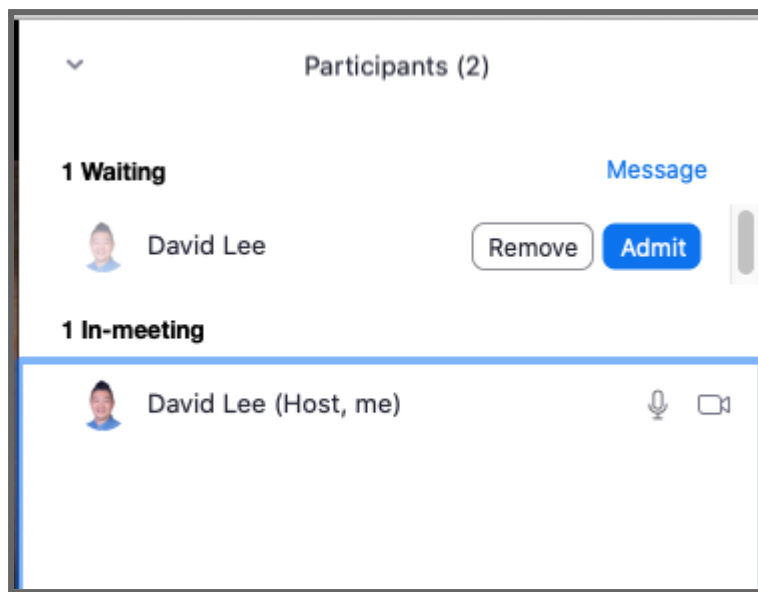 Participants (2)
1 Waiting Message
David Lee Remove Admit
1 In-meeting
David Lee (Host, me)